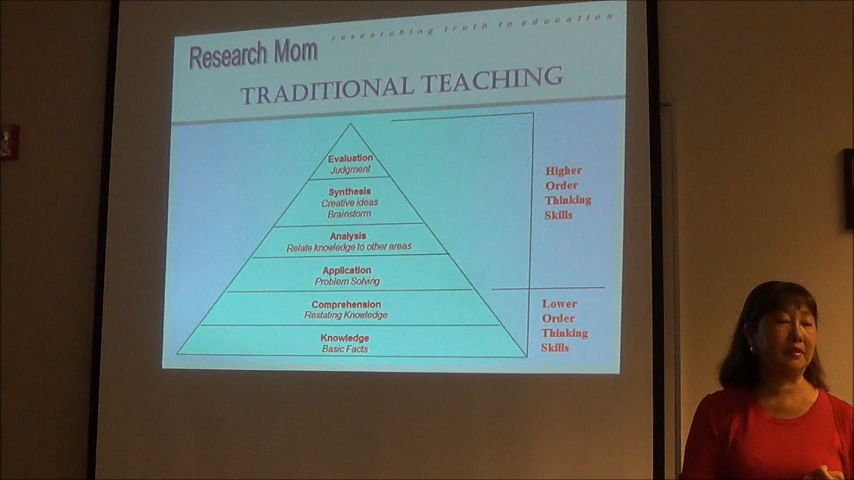 Research Mom
researching truth in education
TRADITIONAL TEACHING
Evaluation
Judgment
Synthesis
Creative ideas
Brainstorm
Analysis
Relate knowledge to other areas
Application
Problem Solving
Comprehension
Restating Knowledge
Knowledge
Basic Facts
Higher
Order
Thinking
Skills
Lower
Order
Thinking
Skills